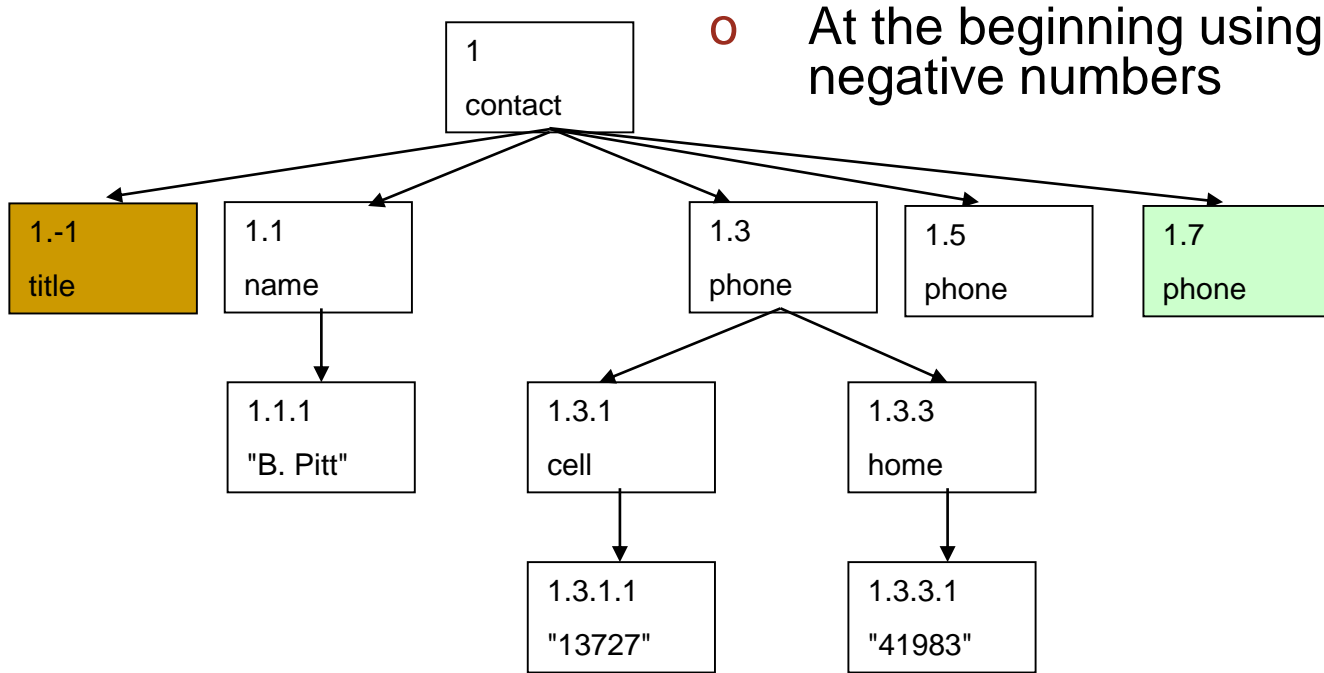 o At the beginning using
negative numbers
1
contact
1.-1
title
1.1
name
1.3
phone
1.5
phone
1.7
phone
1.1.1
"B. Pitt"
1.3.1
cell
1.3.3
home
1.3.1.1
"13727"
1.3.3.1
"41983"